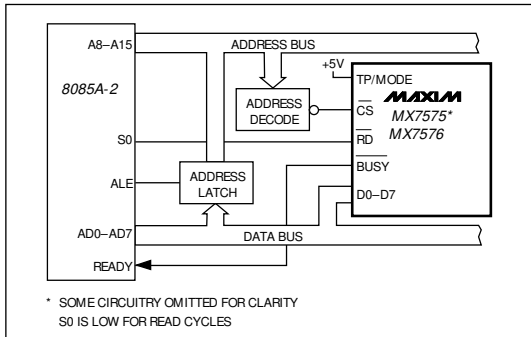 A8–A15
ADDRESS BUS
+5V
TP/MODE
8085A-2
ADDRESS
DECODE
MAXIM
CS
MX7575*
MX7576
S0
RD
BUSY
ALE
ADDRESS
LATCH
D0–D7
AD0–AD7
DATA BUS
READY
* SOME CIRCUITRY OMITTED FOR CLARITY
S0 IS LOW FOR READ CYCLES